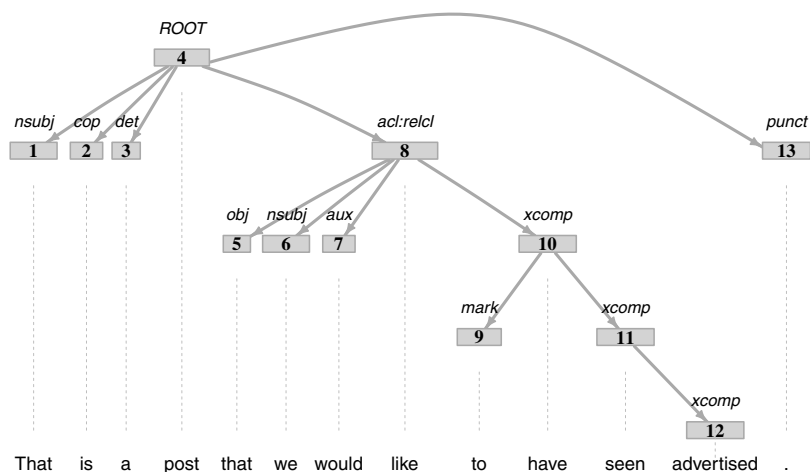 ROOT
4
nsubj cop det acl:relcl punct
1 2 3 8 13
obj nsubj aux xcomp
5 6 7 10
mark xcomp
9 11
xcomp
12
That is a post that we would like to have seen advertised .